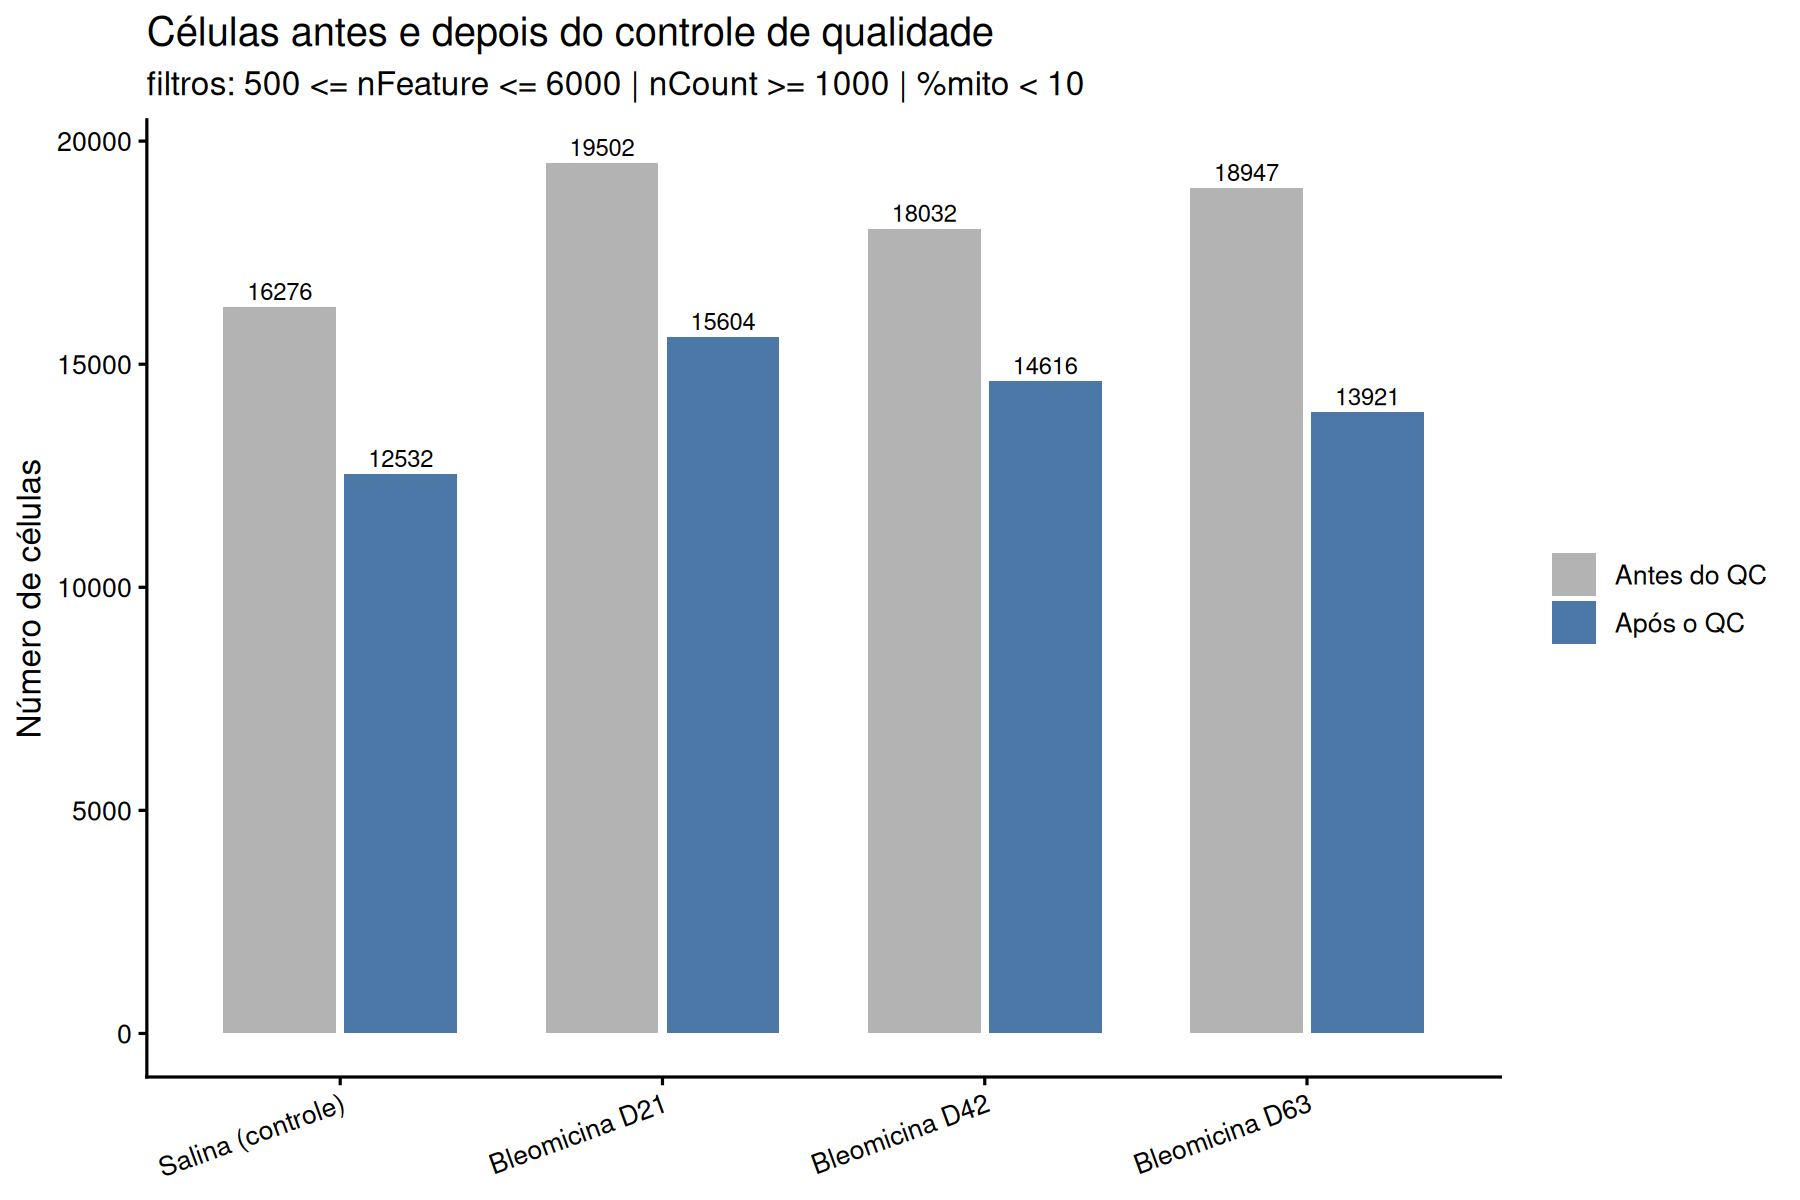 Células antes e depois do controle de qualidade
filtros: 500 <= nFeature <= 6000 | nCount >= 1000 | %mito < 10
Número de células
20000
15000
10000
5000
0
16276
12532
19502
15604
18032
14616
18947
13921
Salina (controle)
Bleomicina D21
Bleomicina D42
Bleomicina D63
Antes do QC
Após o QC